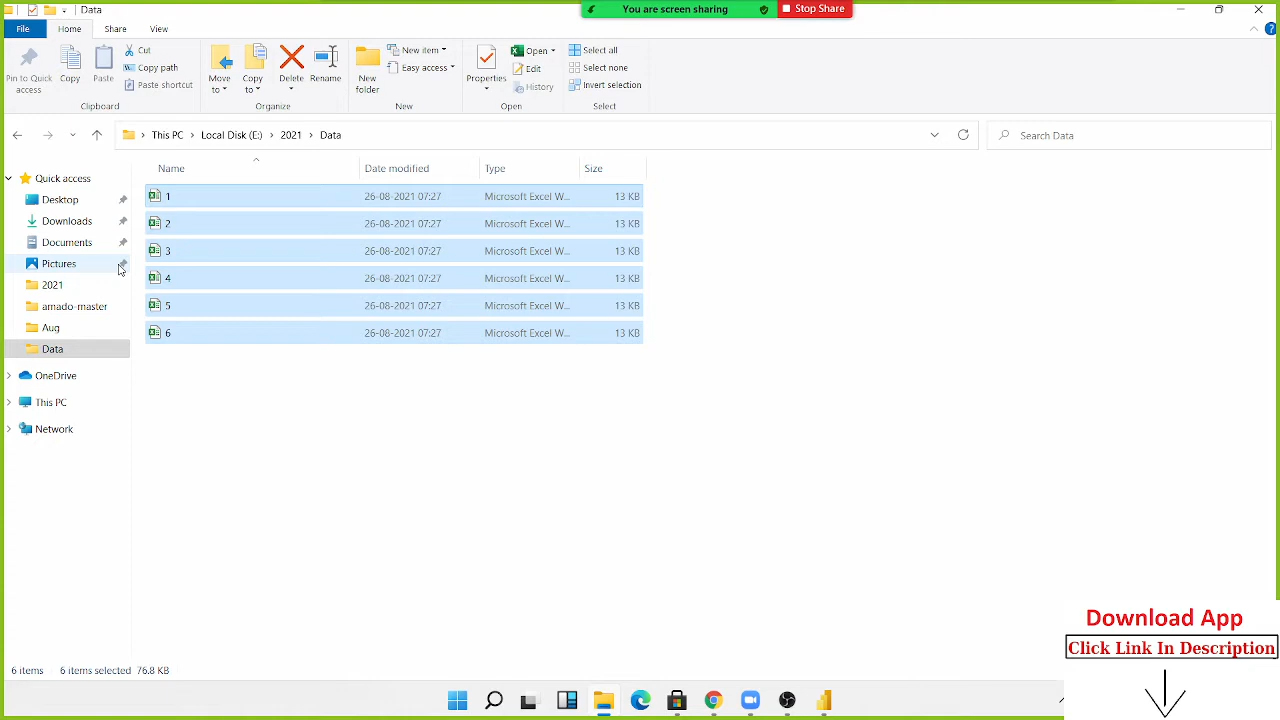 Data
You are screen sharing
Stop Share
File
Home
Share
View
Pin to Quick access
Copy
Paste
Cut
Copy path
Paste shortcut
Clipboard
Move to
Copy to
Delete
Rename
Organize
New folder
New item
Easy access
New
Properties
Open
Edit
History
Open
Select all
Select none
Invert selection
Select
This PC > Local Disk (E:) > 2021 > Data
Search Data
Name Date modified Type Size
1 26-08-2021 07:27 Microsoft Excel W... 13 KB
2 26-08-2021 07:27 Microsoft Excel W... 13 KB
3 26-08-2021 07:27 Microsoft Excel W... 13 KB
4 26-08-2021 07:27 Microsoft Excel W... 13 KB
5 26-08-2021 07:27 Microsoft Excel W... 13 KB
6 26-08-2021 07:27 Microsoft Excel W... 13 KB
Quick access
Desktop
Downloads
Documents
Pictures
2021
amado-master
Aug
Data
OneDrive
This PC
Network
6 items 6 items selected 76.8 KB
Download App
Click Link In Description